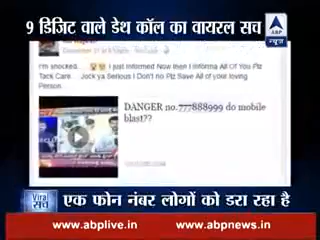 9 डिजिट वाले डेथ कॉल का वायरल सच
abp
न्यूज़
I'm shocked..... I just Informed Now then I Informa All Of You Plz
Tack Care.... Jock ya Serious I Don't no Plz Save All of your loving
Person
DANGER no.777888999 do mobile
blast??
वायरल
सच
एक फोन नंबर लोगों को डरा रहा है
www.abplive.in
www.abpnews.in